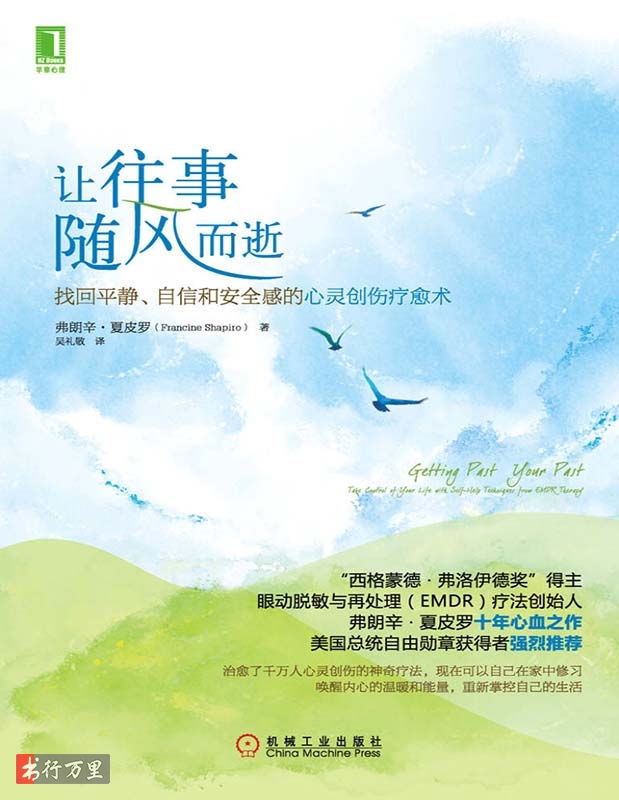 HZ Books
华章心理
让往事
随风而逝
找回平静、自信和安全感的心灵创伤疗愈术
弗朗辛·夏皮罗（Francine Shapiro）著
吴礼敏 译
Getting Past Your Past
Take Control of Your Life with Self-Help Techniques from EMDR Therapy
“西格蒙德·弗洛伊德奖”得主
眼动脱敏与再处理（EMDR）疗法创始人
弗朗辛·夏皮罗十年心血之作
美国总统自由勋章获得者强烈推荐
治愈了千万人心灵创伤的神奇疗法，现在可以自己在家中修习
唤醒内心的温暖和能量，重新掌控自己的生活
机械工业出版社
China Machine Press
书行万里